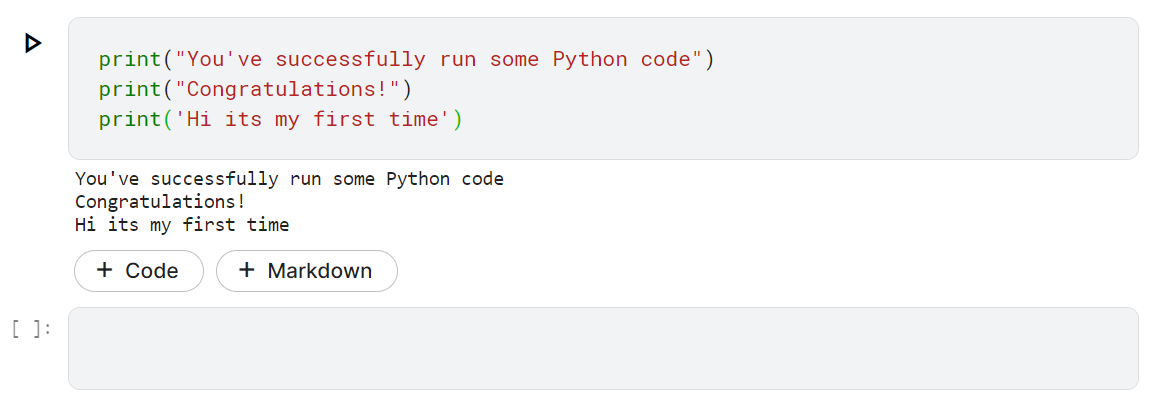 print("You've successfully run some Python code")
print("Congratulations!")
print('Hi its my first time')
You've successfully run some Python code
Congratulations!
Hi its my first time
+ Code + Markdown
[ ]: